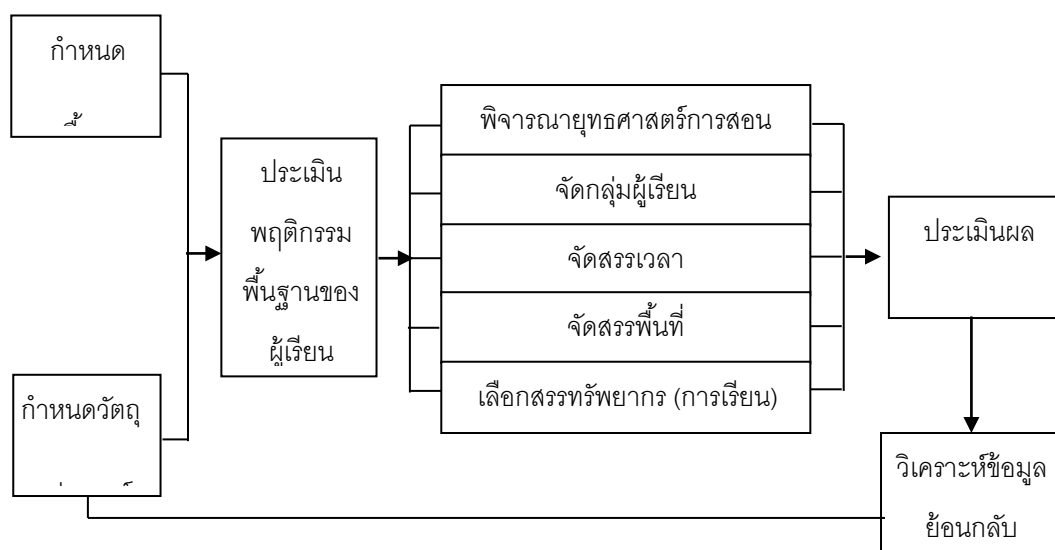 กำหนด
ประเมิน
พฤติกรรม
พื้นฐานของ
ผู้เรียน
กำหนดวัตถุ
พิจารณายุทธศาสตร์การสอน
จัดกลุ่มผู้เรียน
จัดสรรเวลา
จัดสรรพื้นที่
เลือกสรรทรัพยากร (การเรียน)
ประเมินผล
วิเคราะห์ข้อมูล
ย้อนกลับ